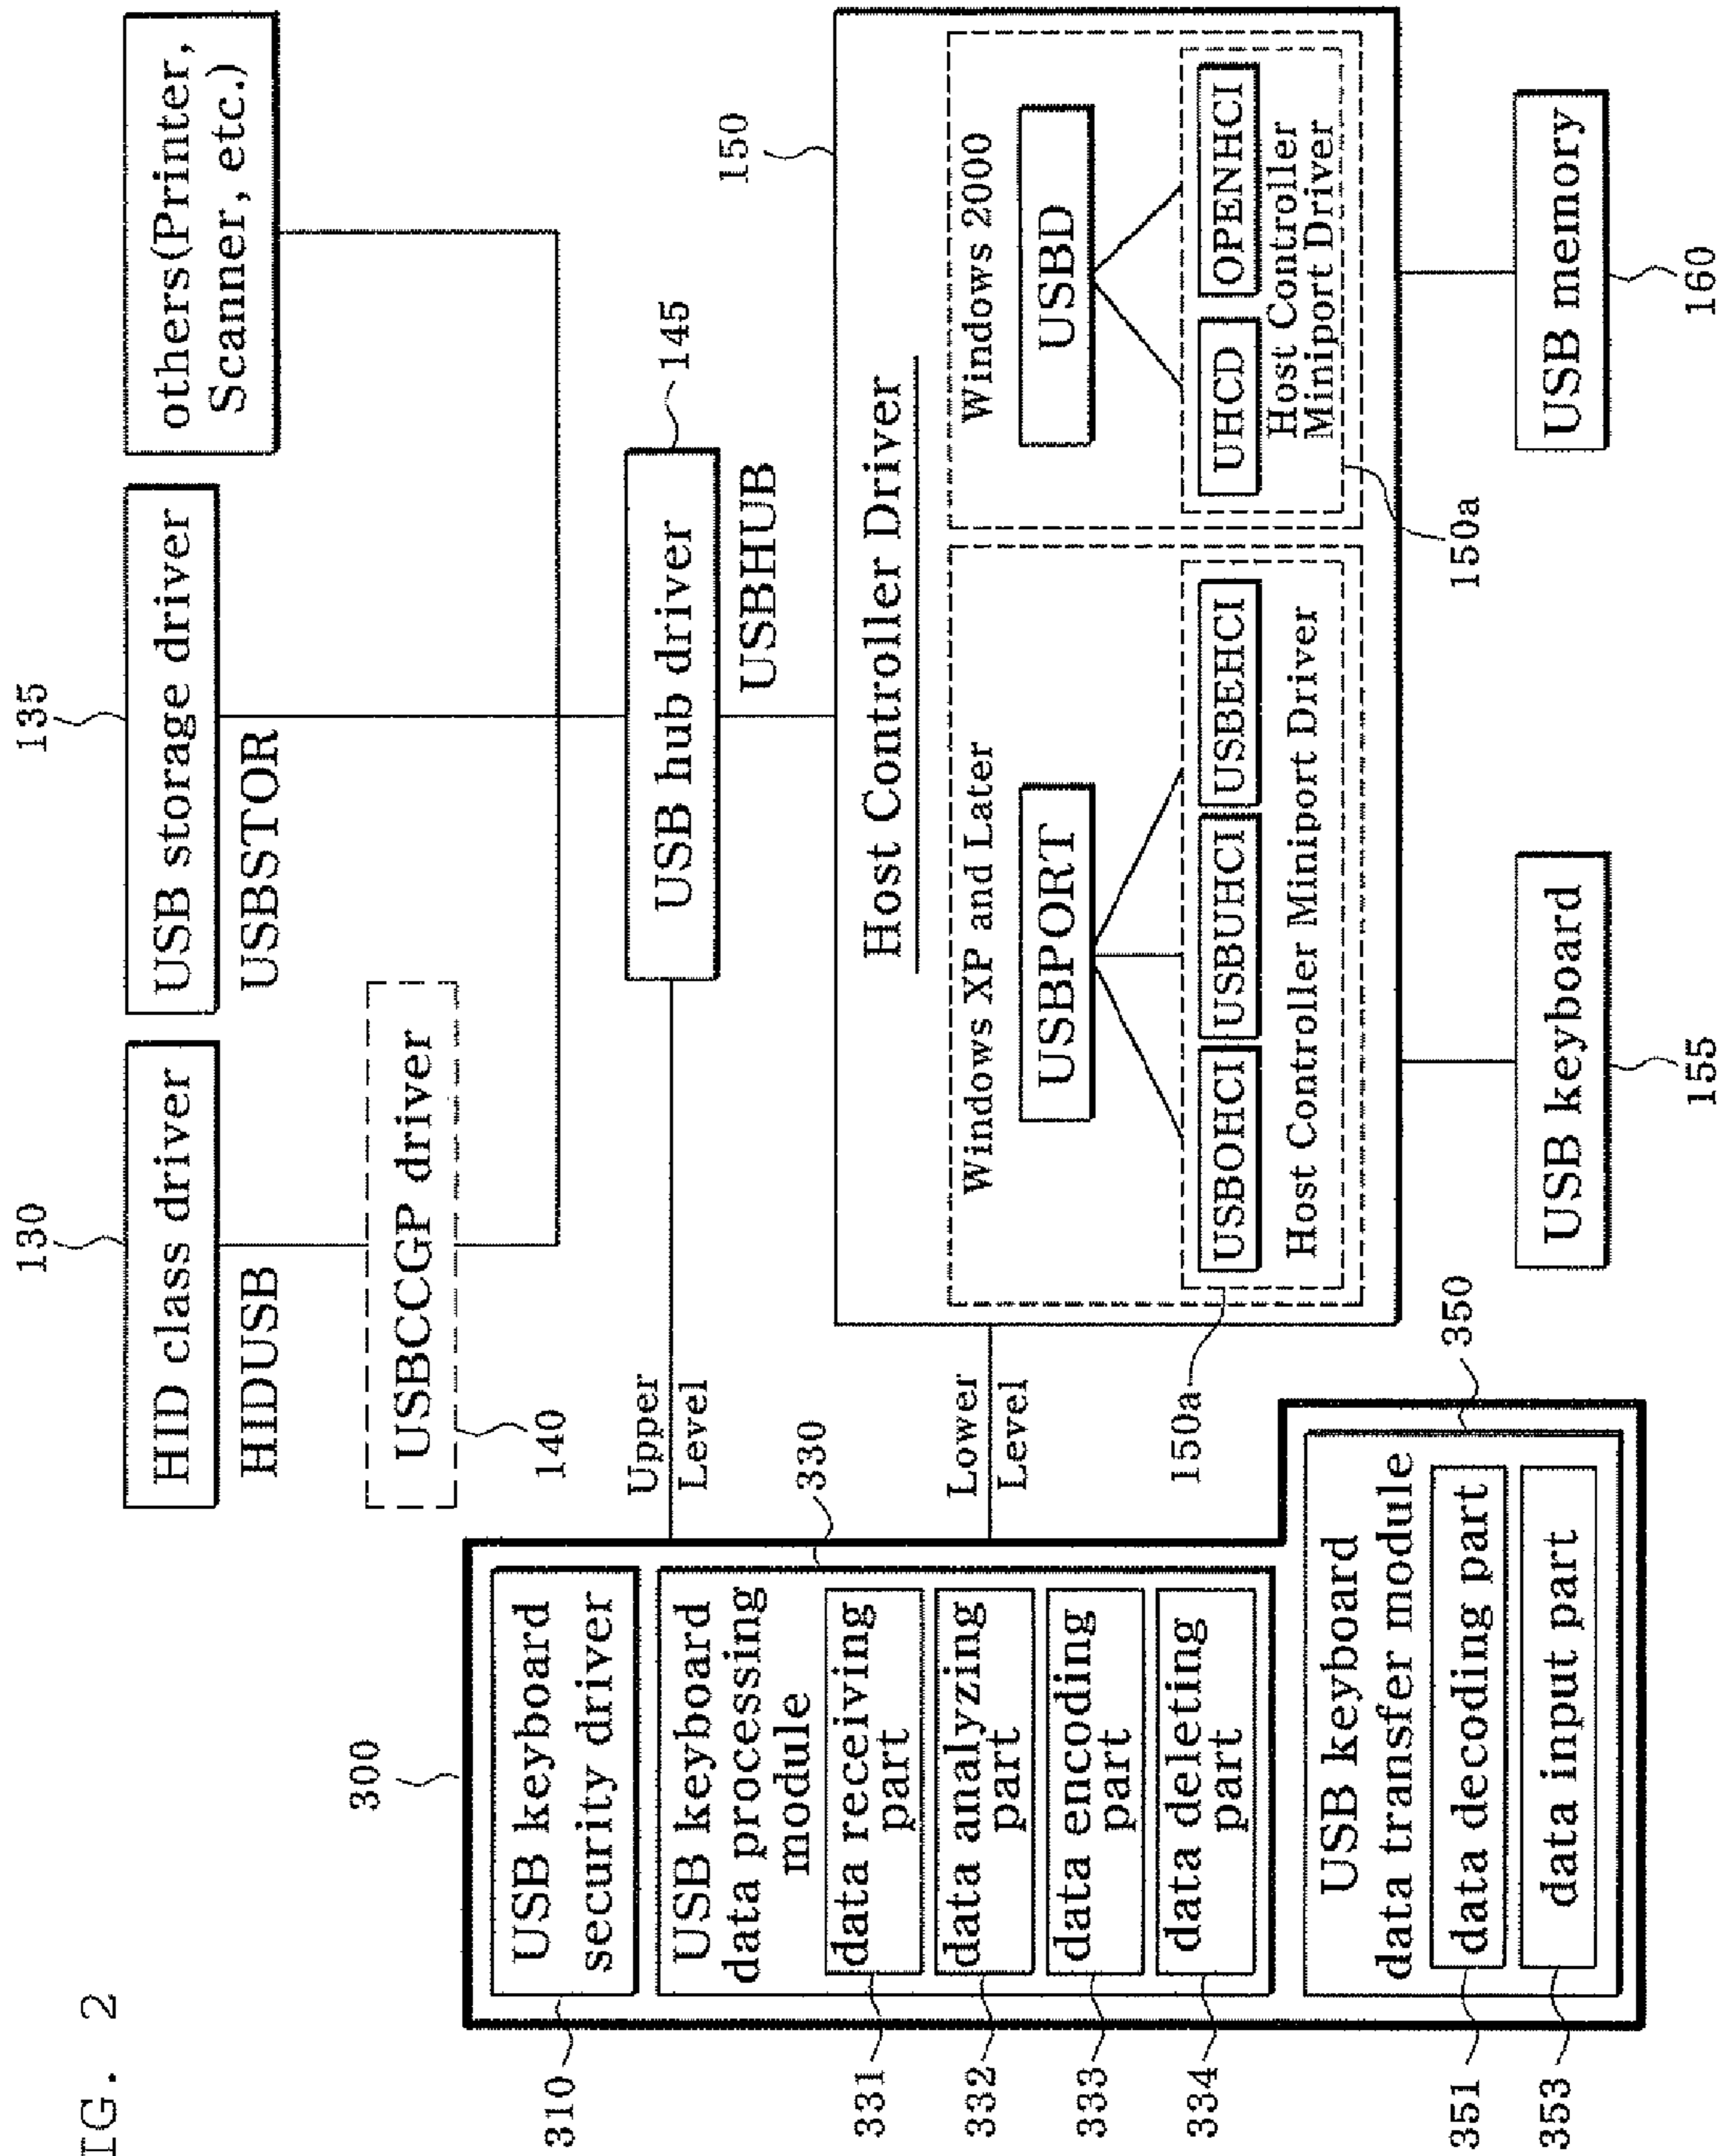 IG. 2
130
135
HID class driver
HIDUSB
USB storage driver
USBSTOR
others(Printer,
Scanner, etc.)
USBCCGP driver
140
145
USB hub driver
USBHUB
Upper
Level
Lower
Level
300
310
USB keyboard
security driver
330
USB keyboard
data processing
module
331
data receiving
part
332
data analyzing
part
333
data encoding
part
334
data deleting
part
350
USB keyboard
data transfer module
351
data decoding part
353
data input part
150
Host Controller Driver
Windows XP and Later
USBPORT
USBOHCI
USBUHCI
USBEHCI
Host Controller Miniport Driver
150a
Windows 2000
USBD
UHCD
OPENHCI
Host Controller
Miniport Driver
150a
USB keyboard
155
USB memory
160